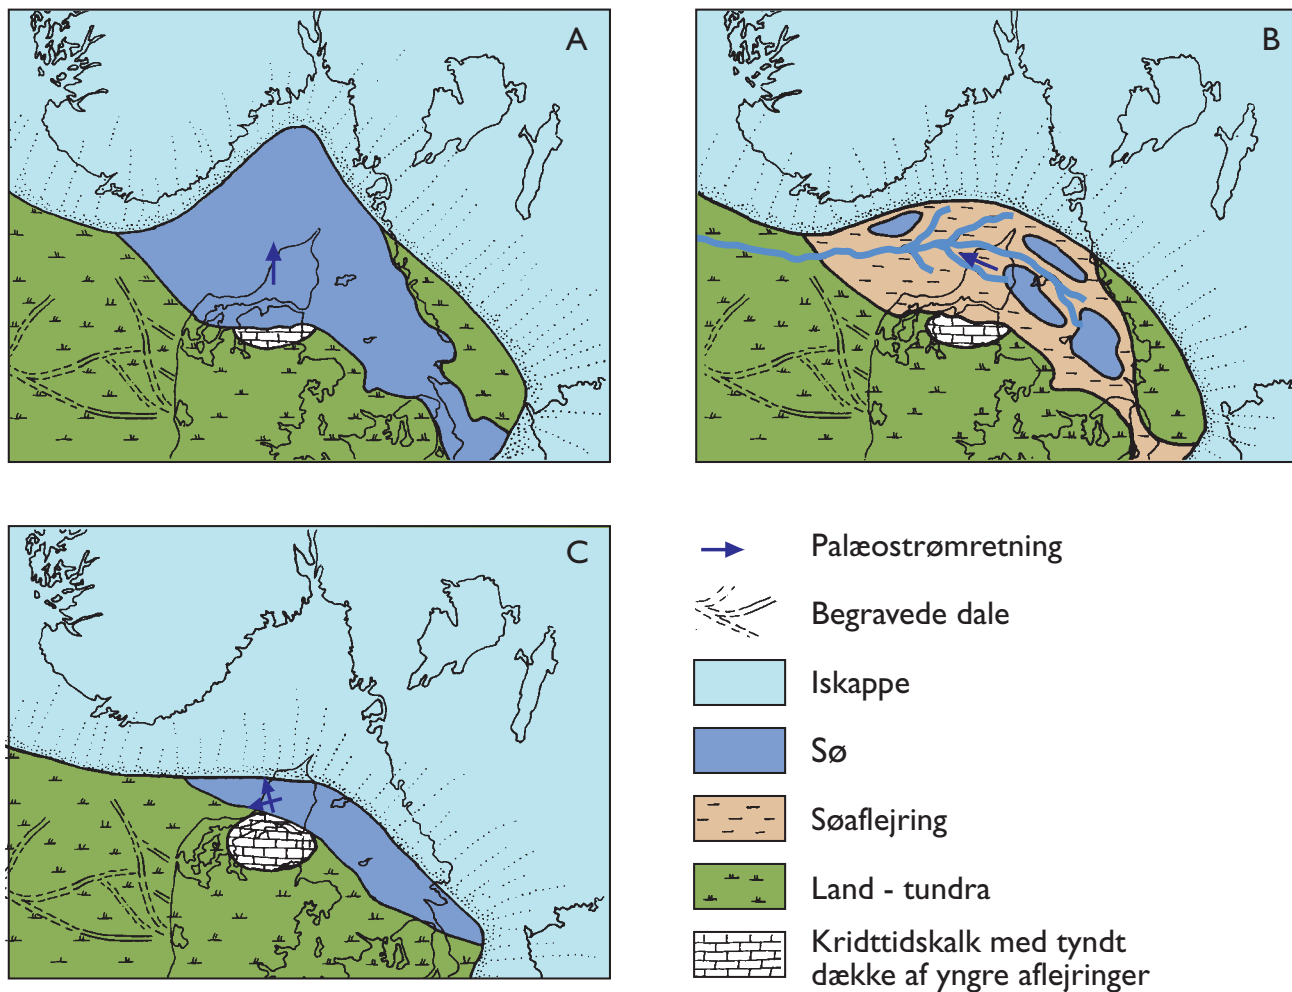 A
B
C
Palæostrømretning
Begravede dale
Iskappe
Sø
Søaflejring
Land - tundra
Kridttidskalk med tyndt
dække af yngre aflejringer